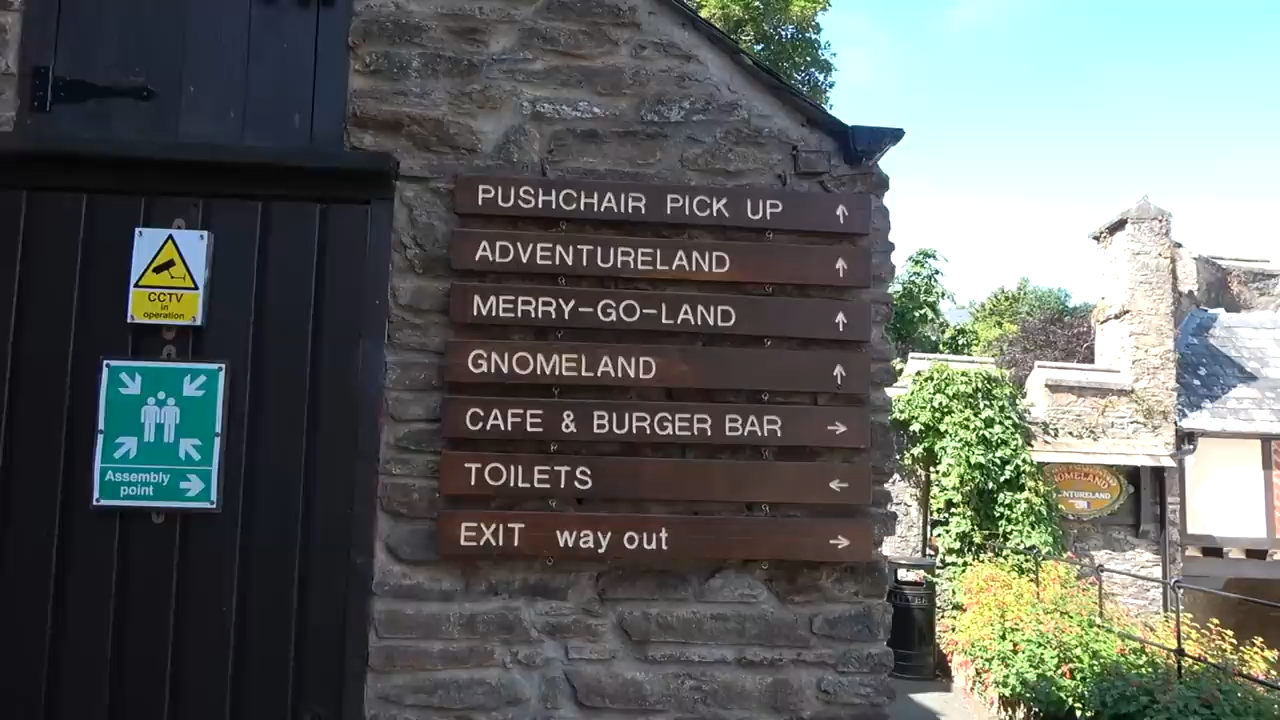 PUSHCHAIR PICK UP ↑
ADVENTURELAND ↑
MERRY-GO-LAND ↑
GNOMELAND ↑
CAFE & BURGER BAR →
TOILETS ←
EXIT way out →
CCTV
in
operation
Assembly
point